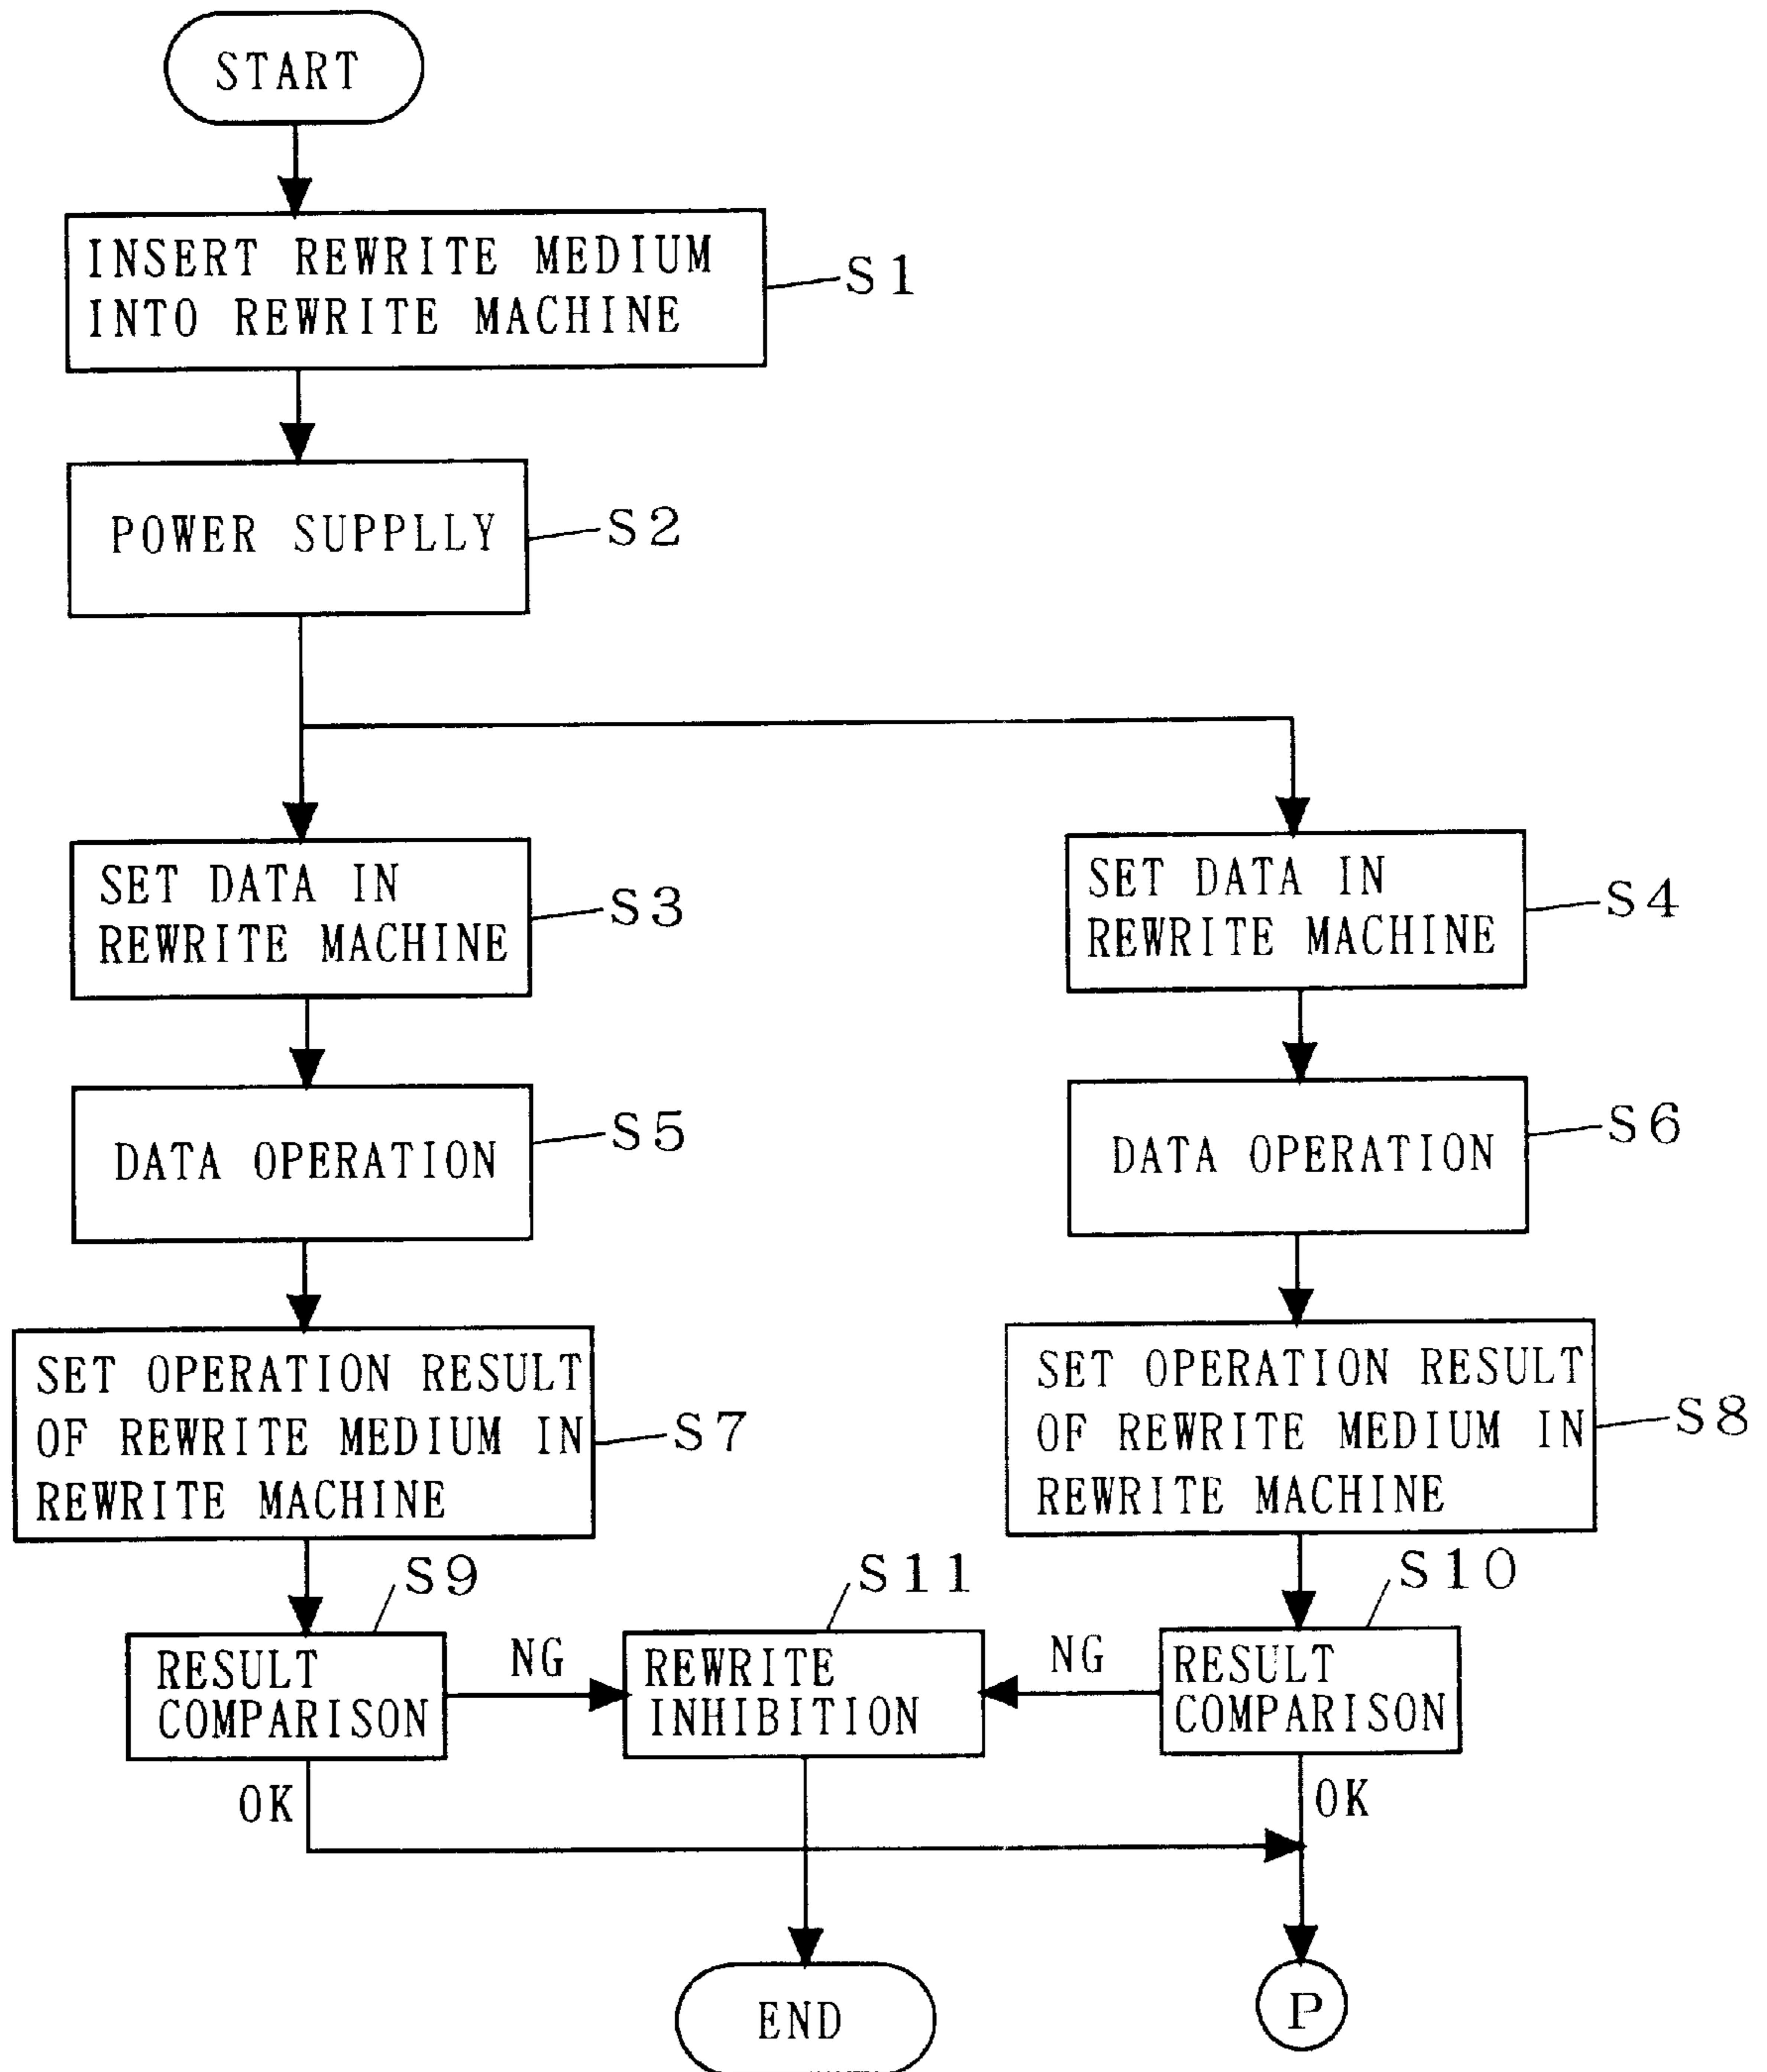 START
INSERT REWRITE MEDIUM
INTO REWRITE MACHINE
S1
POWER SUPPLLY
S2
SET DATA IN
REWRITE MACHINE
S3
SET DATA IN
REWRITE MACHINE
S4
DATA OPERATION
S5
DATA OPERATION
S6
SET OPERATION RESULT
OF REWRITE MEDIUM IN
REWRITE MACHINE
S7
SET OPERATION RESULT
OF REWRITE MEDIUM IN
REWRITE MACHINE
S8
S9
RESULT
COMPARISON
NG
S11
REWRITE
INHIBITION
NG
S10
RESULT
COMPARISON
OK
OK
END
P